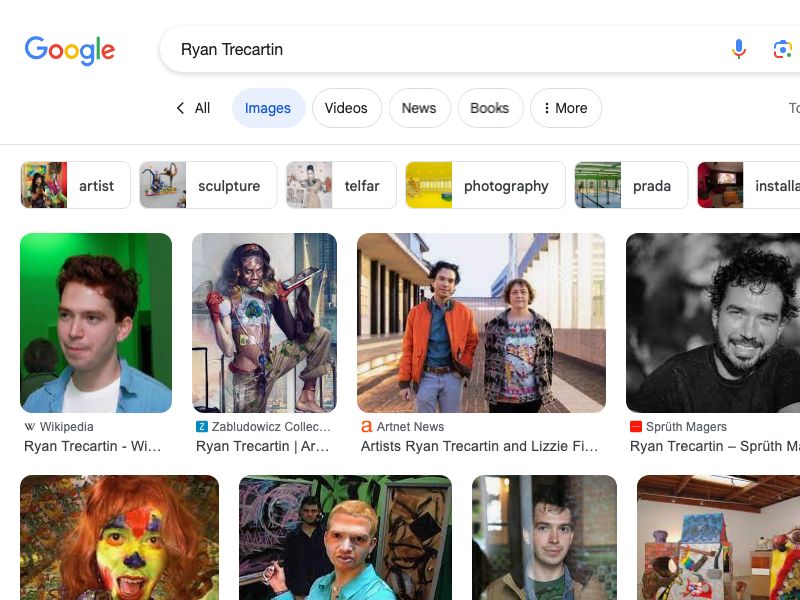 Google
Ryan Trecartin
All
Images
Videos
News
Books
More
To
artist
sculpture
telfar
photography
prada
installa
Wikipedia
Ryan Trecartin - Wi...
Zabludowicz Collec...
Ryan Trecartin | Ar...
Artnet News
Artists Ryan Trecartin and Lizzie Fi...
Sprüth Magers
Ryan Trecartin – Sprüth Ma